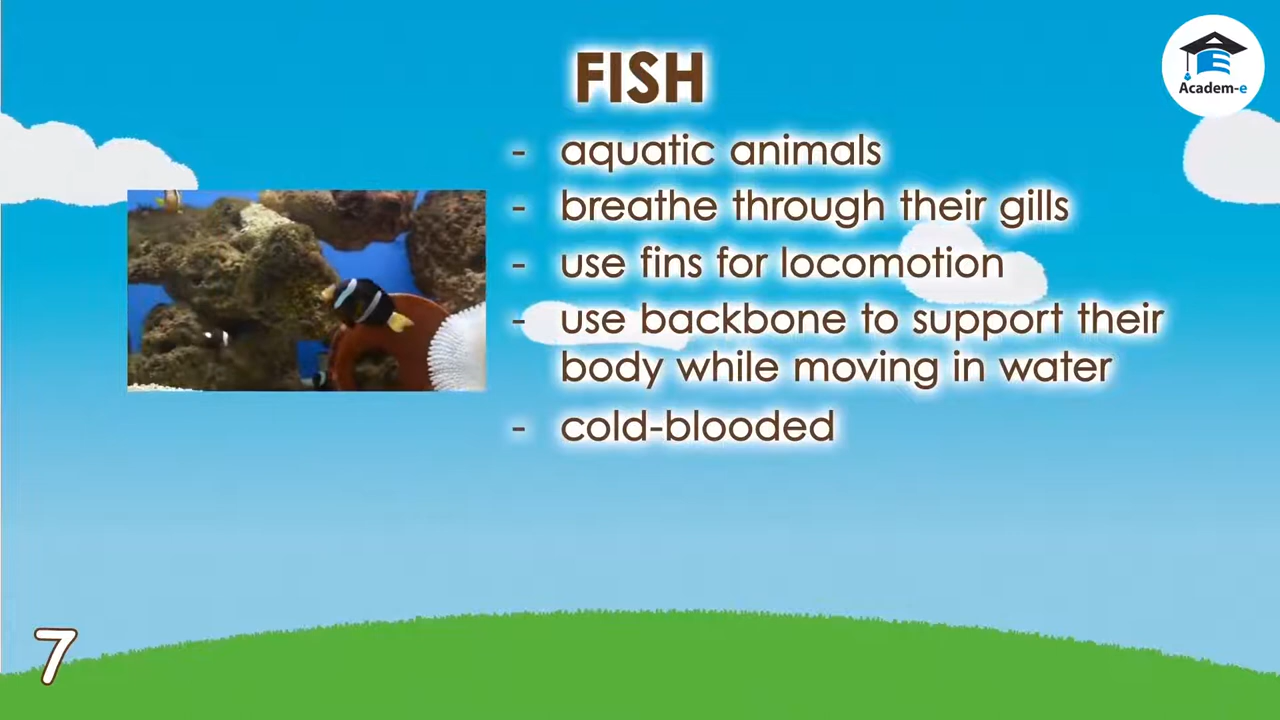 FISH
- aquatic animals
- breathe through their gills
- use fins for locomotion
- use backbone to support their
body while moving in water
- cold-blooded
Academ-e
7